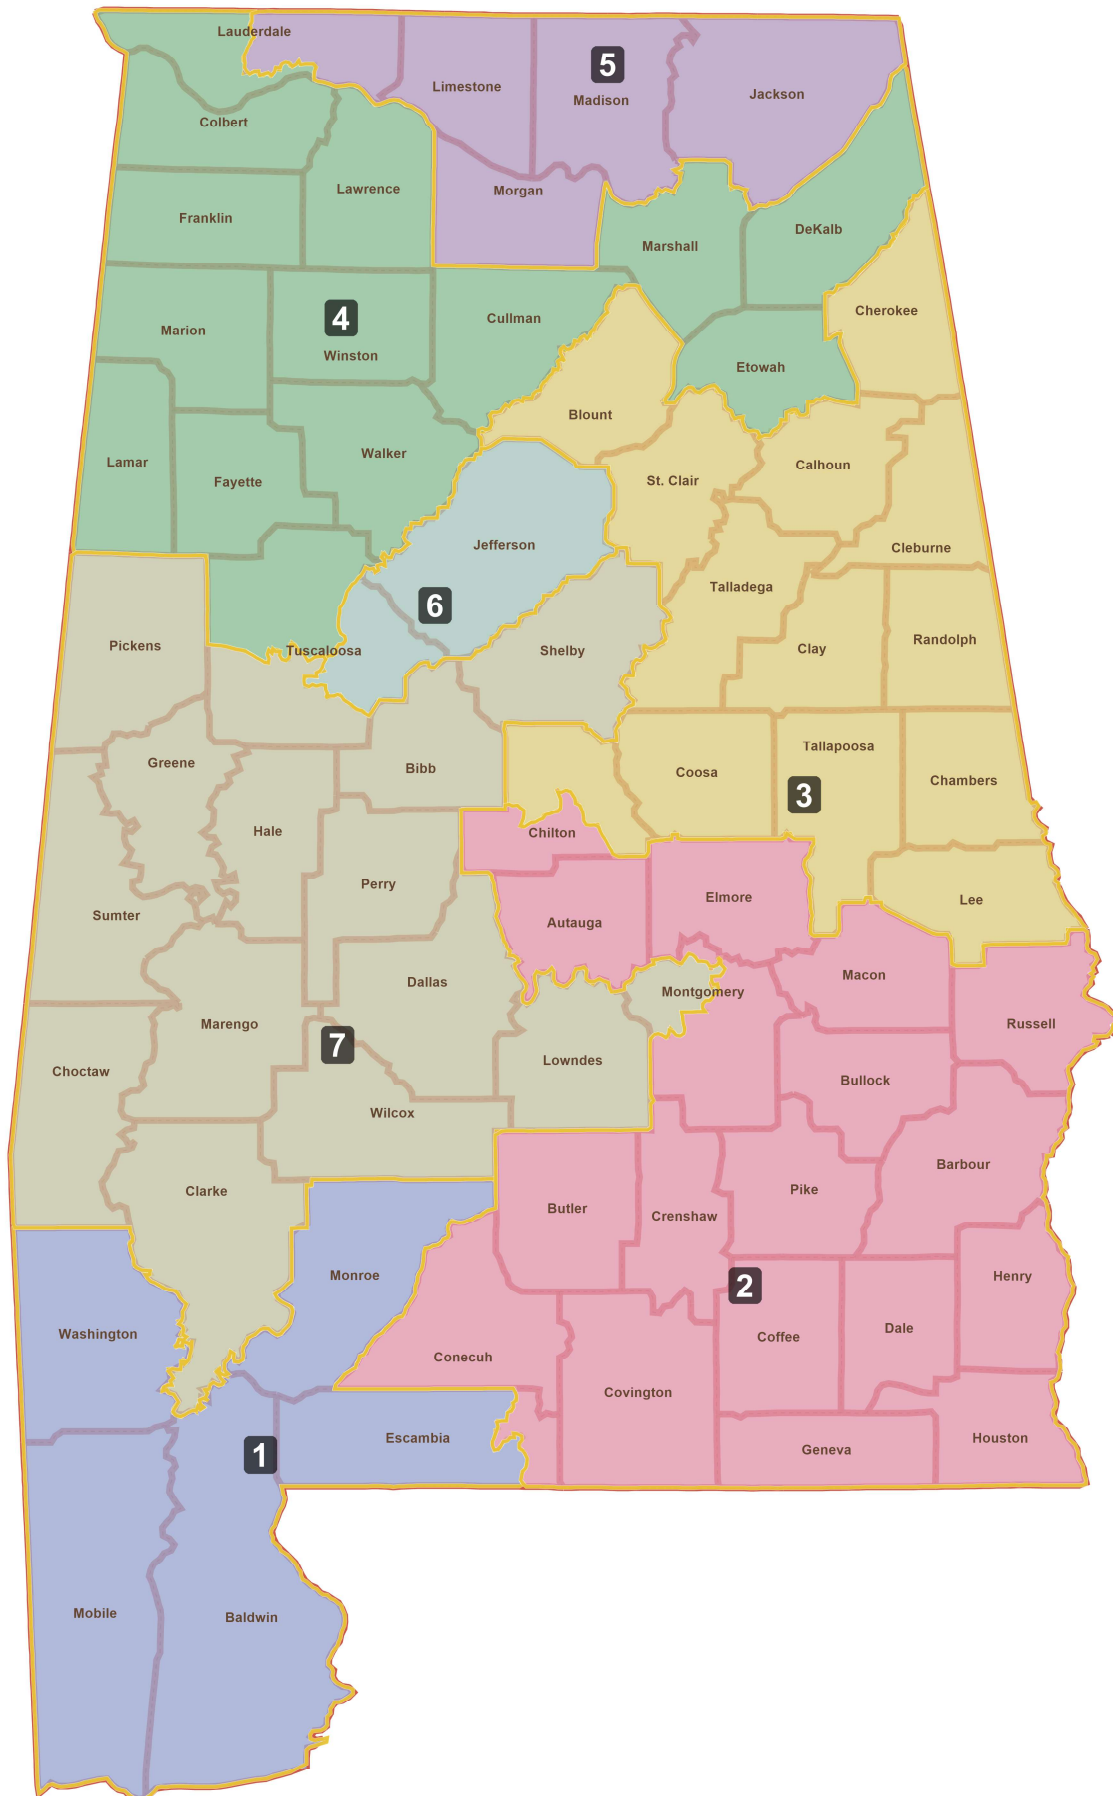 Lauderdale
5
Limestone
Madison
Jackson
Colbert
Lawrence
Morgan
Franklin
DeKalb
Marshall
Cherokee
4
Marion
Cullman
Winston
Etowah
Blount
Walker
Lamar
Calhoun
Fayette
St. Clair
Jefferson
Cleburne
Talladega
6
Pickens
Randolph
Tuscaloosa
Shelby
Clay
Tallapoosa
Greene
Bibb
Coosa
Chambers
3
Hale
Chilton
Perry
Elmore
Lee
Sumter
Autauga
Macon
Dallas
Montgomery
Marengo
Russell
7
Choctaw
Lowndes
Bullock
Wilcox
Barbour
Clarke
Pike
Butler
Crenshaw
Monroe
Henry
2
Washington
Dale
Coffee
Conecuh
Covington
Escambia
Houston
1
Geneva
Mobile
Baldwin